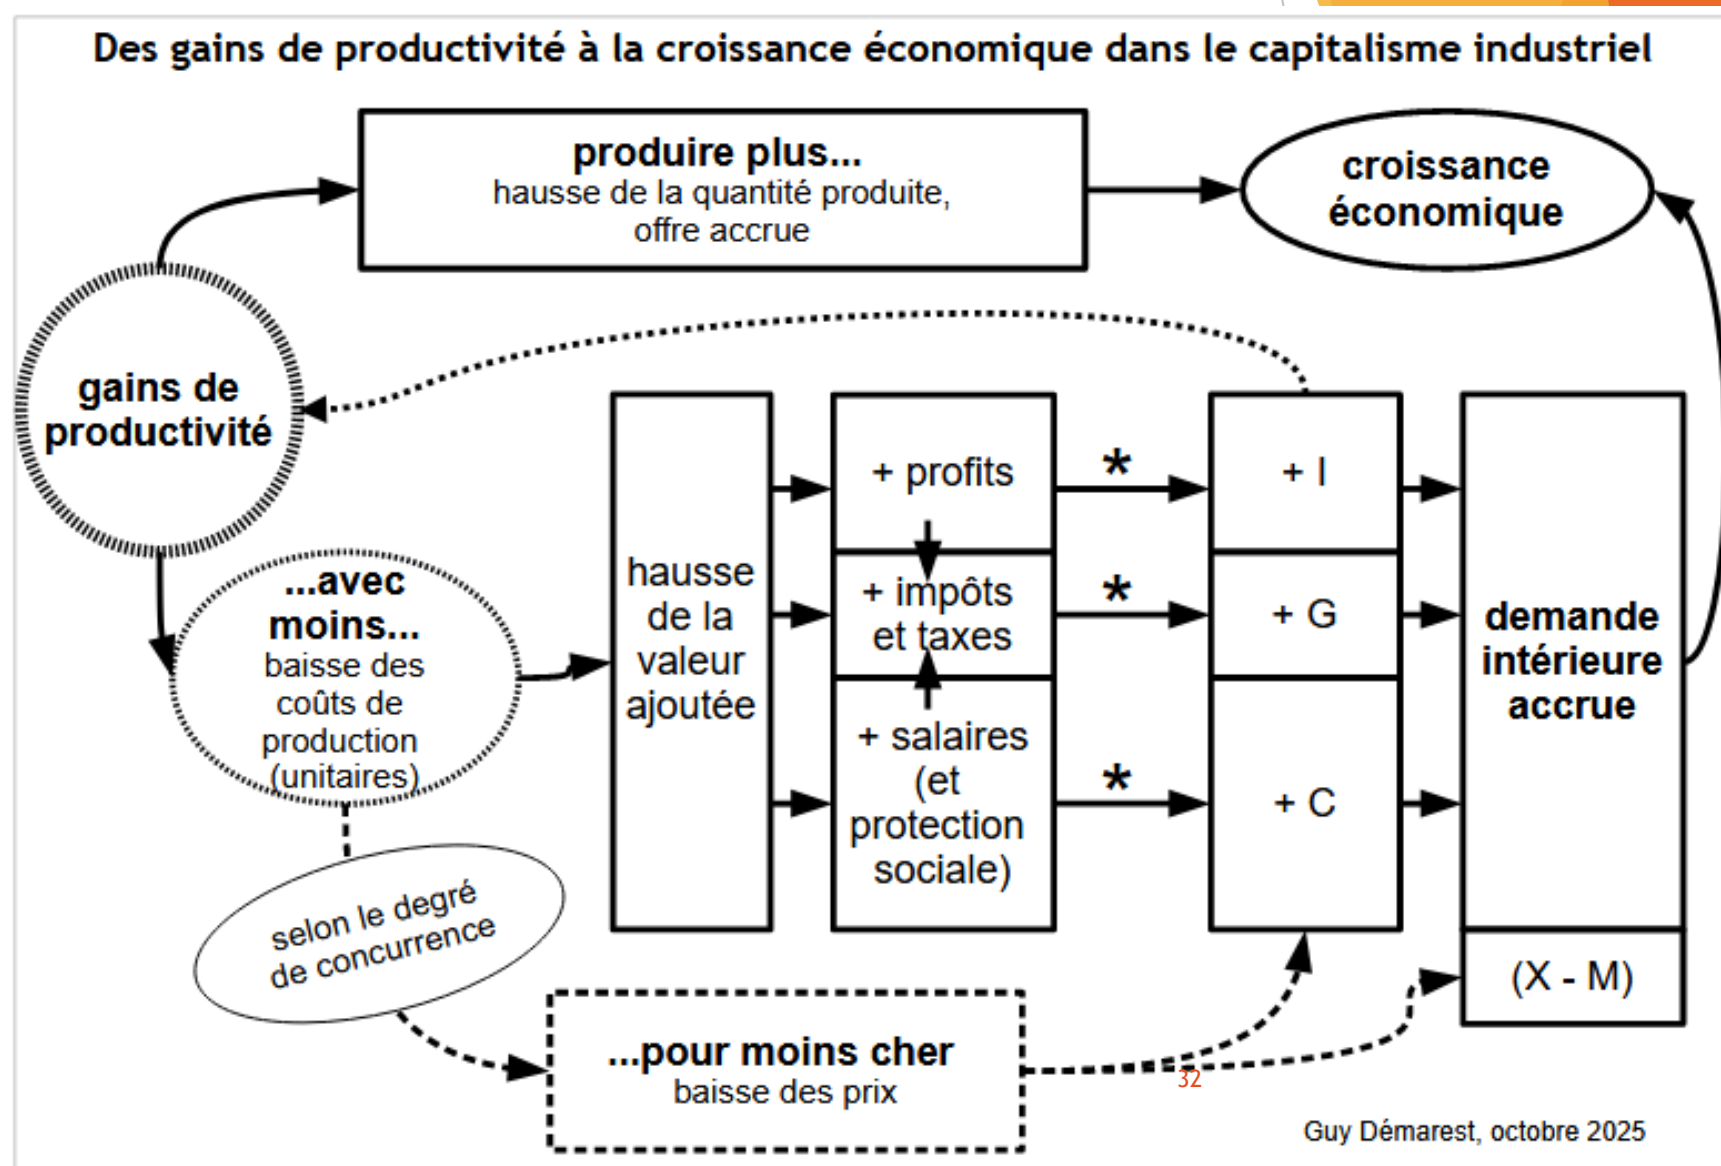 Des gains de productivité à la croissance économique dans le capitalisme industriel
produire plus...
hausse de la quantité produite,
offre accrue
croissance
économique
gains de
productivité
...avec
moins...
baisse des
coûts de
production
(unitaires)
selon le degré
de concurrence
hausse
de la
valeur
ajoutée
+ profits
+ impôts
et taxes
+ salaires
(et
protection
sociale)
*
*
*
+ I
+ G
+ C
demande
intérieure
accrue
(X - M)
...pour moins cher
baisse des prix
32
Guy Démarest, octobre 2025